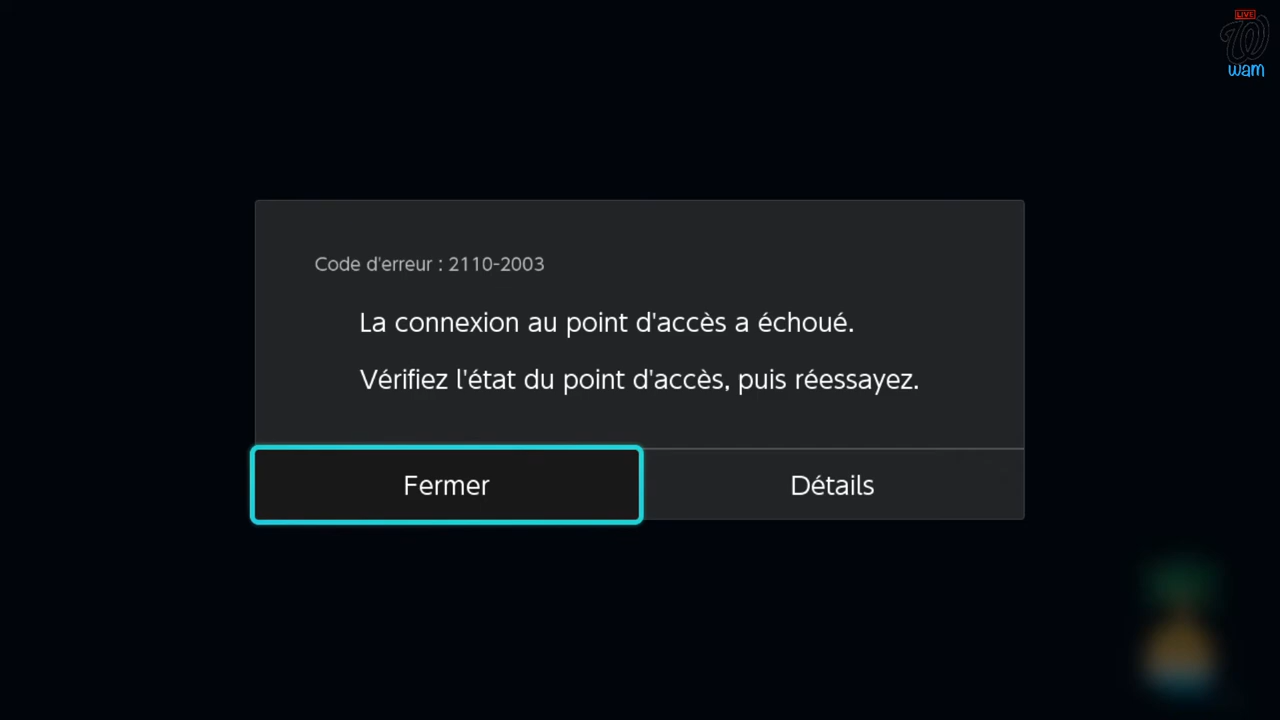 LIVE
wam
Code d'erreur : 2110-2003
La connexion au point d'accès a échoué.
Vérifiez l'état du point d'accès, puis réessayez.
Fermer
Détails